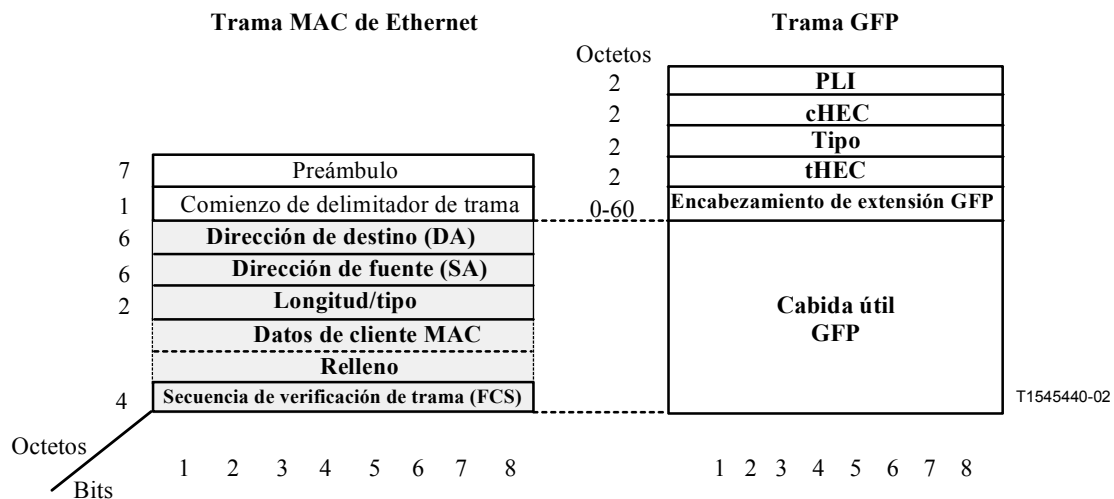 Trama MAC de Ethernet
Trama GFP
Octetos
2 PLI
2 cHEC
2 Tipo
2 tHEC
0-60 Encabezamiento de extensión GFP
Cabida útil
GFP
7 Preámbulo
1 Comienzo de delimitador de trama
6 Dirección de destino (DA)
6 Dirección de fuente (SA)
2 Longitud/tipo
Datos de cliente MAC
Relleno
4 Secuencia de verificación de trama (FCS)
T1545440-02
Octetos
Bits
1 2 3 4 5 6 7 8
1 2 3 4 5 6 7 8